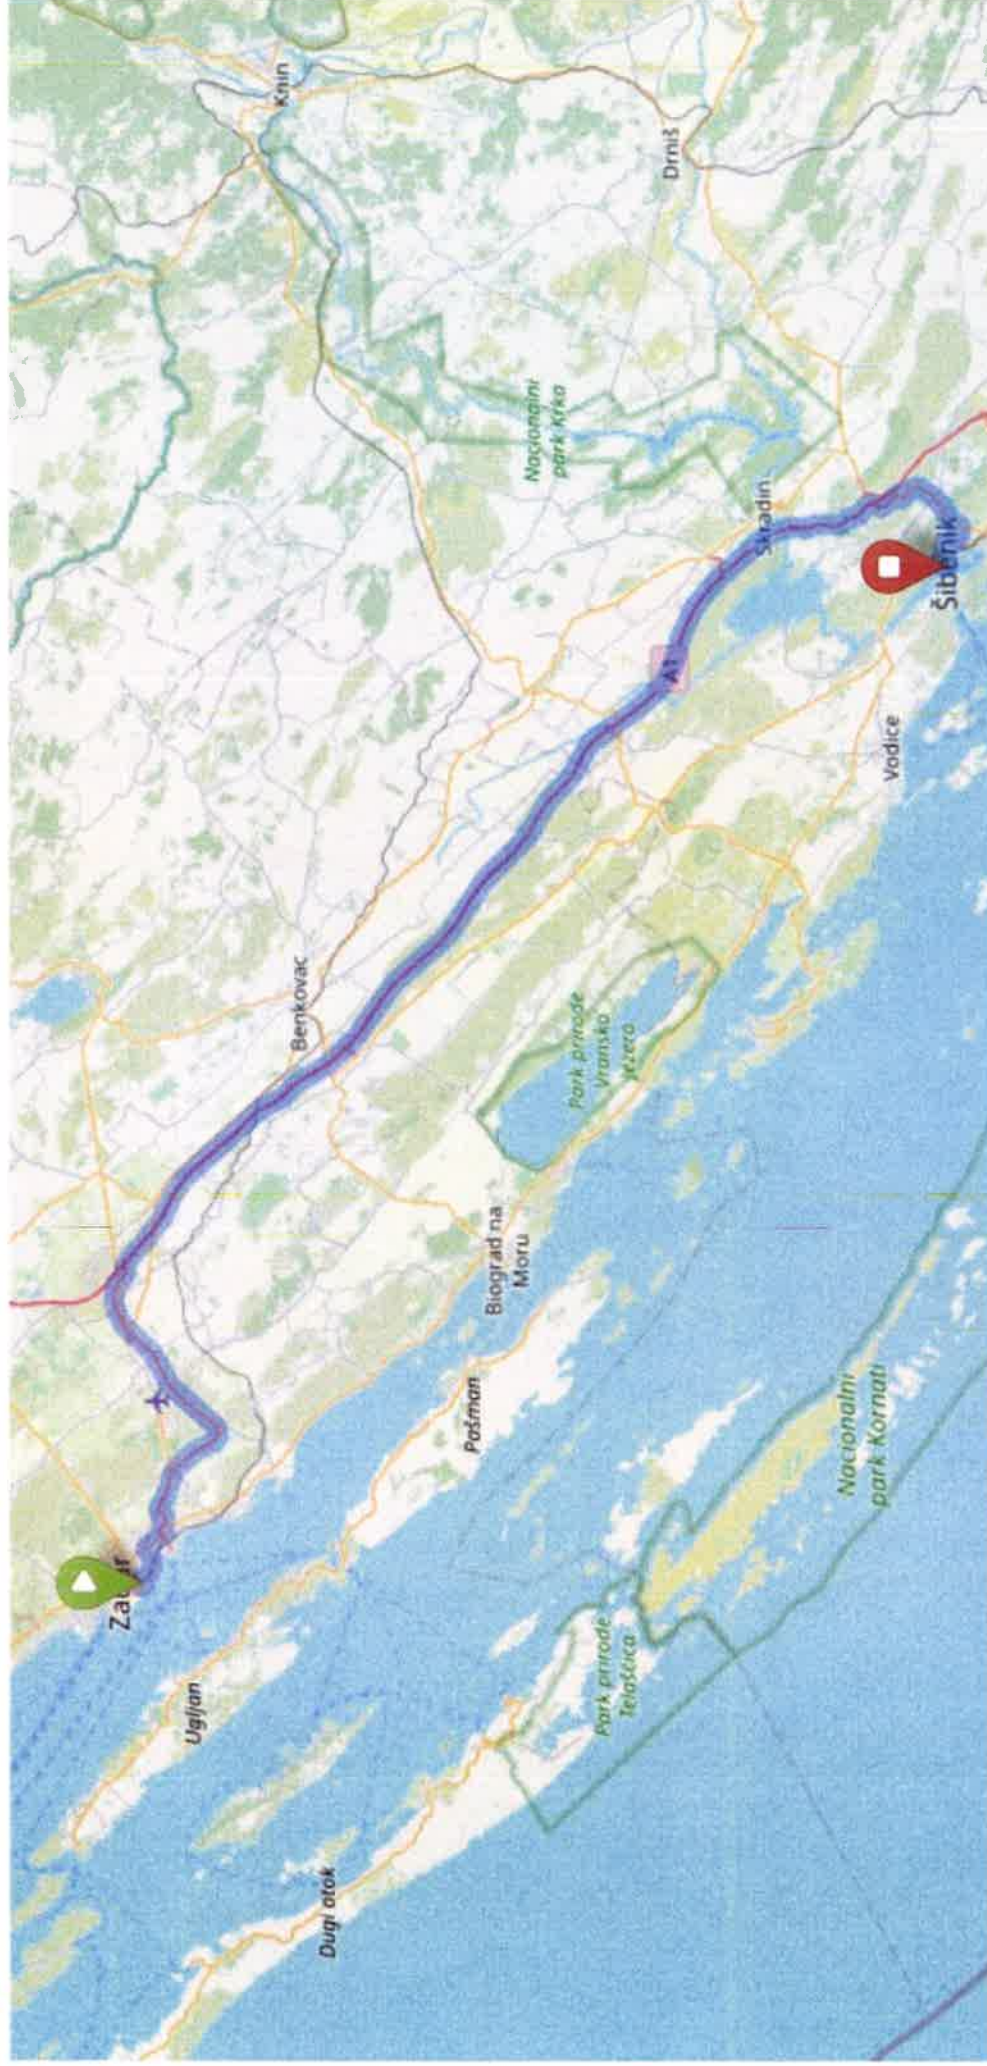 Zadar
Ugljan
Knin
Benkovac
Dugi otok
Pašman
Biograd na
Moru
Nacionalni
park Krka
Park prirode
Vransko
jezero
Park prirode
Telašćica
Drniš
A1
Skradin
Nacionalni
park Kornati
Vodice
Šibenik